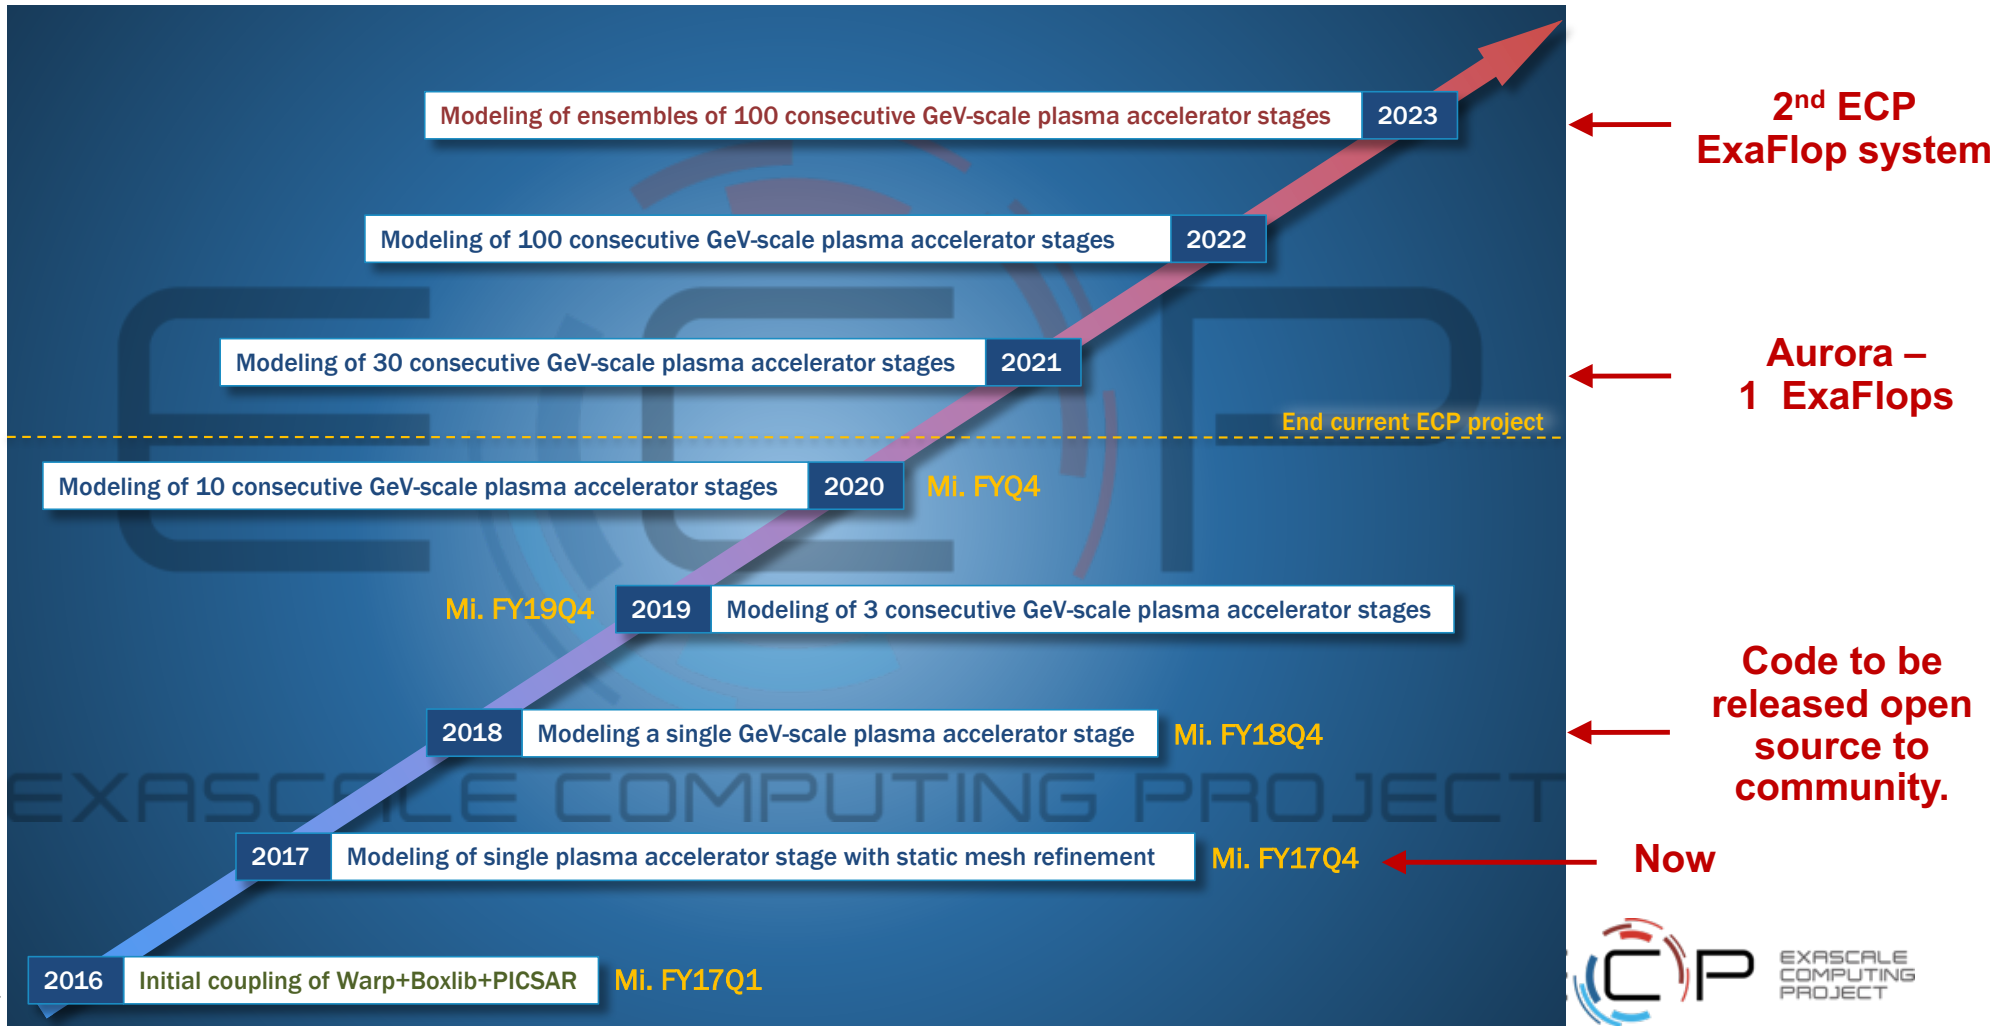 Modeling of ensembles of 100 consecutive GeV-scale plasma accelerator stages 2023
2nd ECP
ExaFlop system
Modeling of 100 consecutive GeV-scale plasma accelerator stages 2022
Modeling of 30 consecutive GeV-scale plasma accelerator stages 2021
Aurora –
1 ExaFlops
End current ECP project
Modeling of 10 consecutive GeV-scale plasma accelerator stages 2020 Mi. FYQ4
Mi. FY19Q4 2019 Modeling of 3 consecutive GeV-scale plasma accelerator stages
2018 Modeling a single GeV-scale plasma accelerator stage Mi. FY18Q4
Code to be
released open
source to
community.
2017 Modeling of single plasma accelerator stage with static mesh refinement Mi. FY17Q4
Now
2016 Initial coupling of Warp+Boxlib+PICSAR Mi. FY17Q1
ECP
EXASCALE COMPUTING PROJECT
CP
EXASCALE
COMPUTING
PROJECT